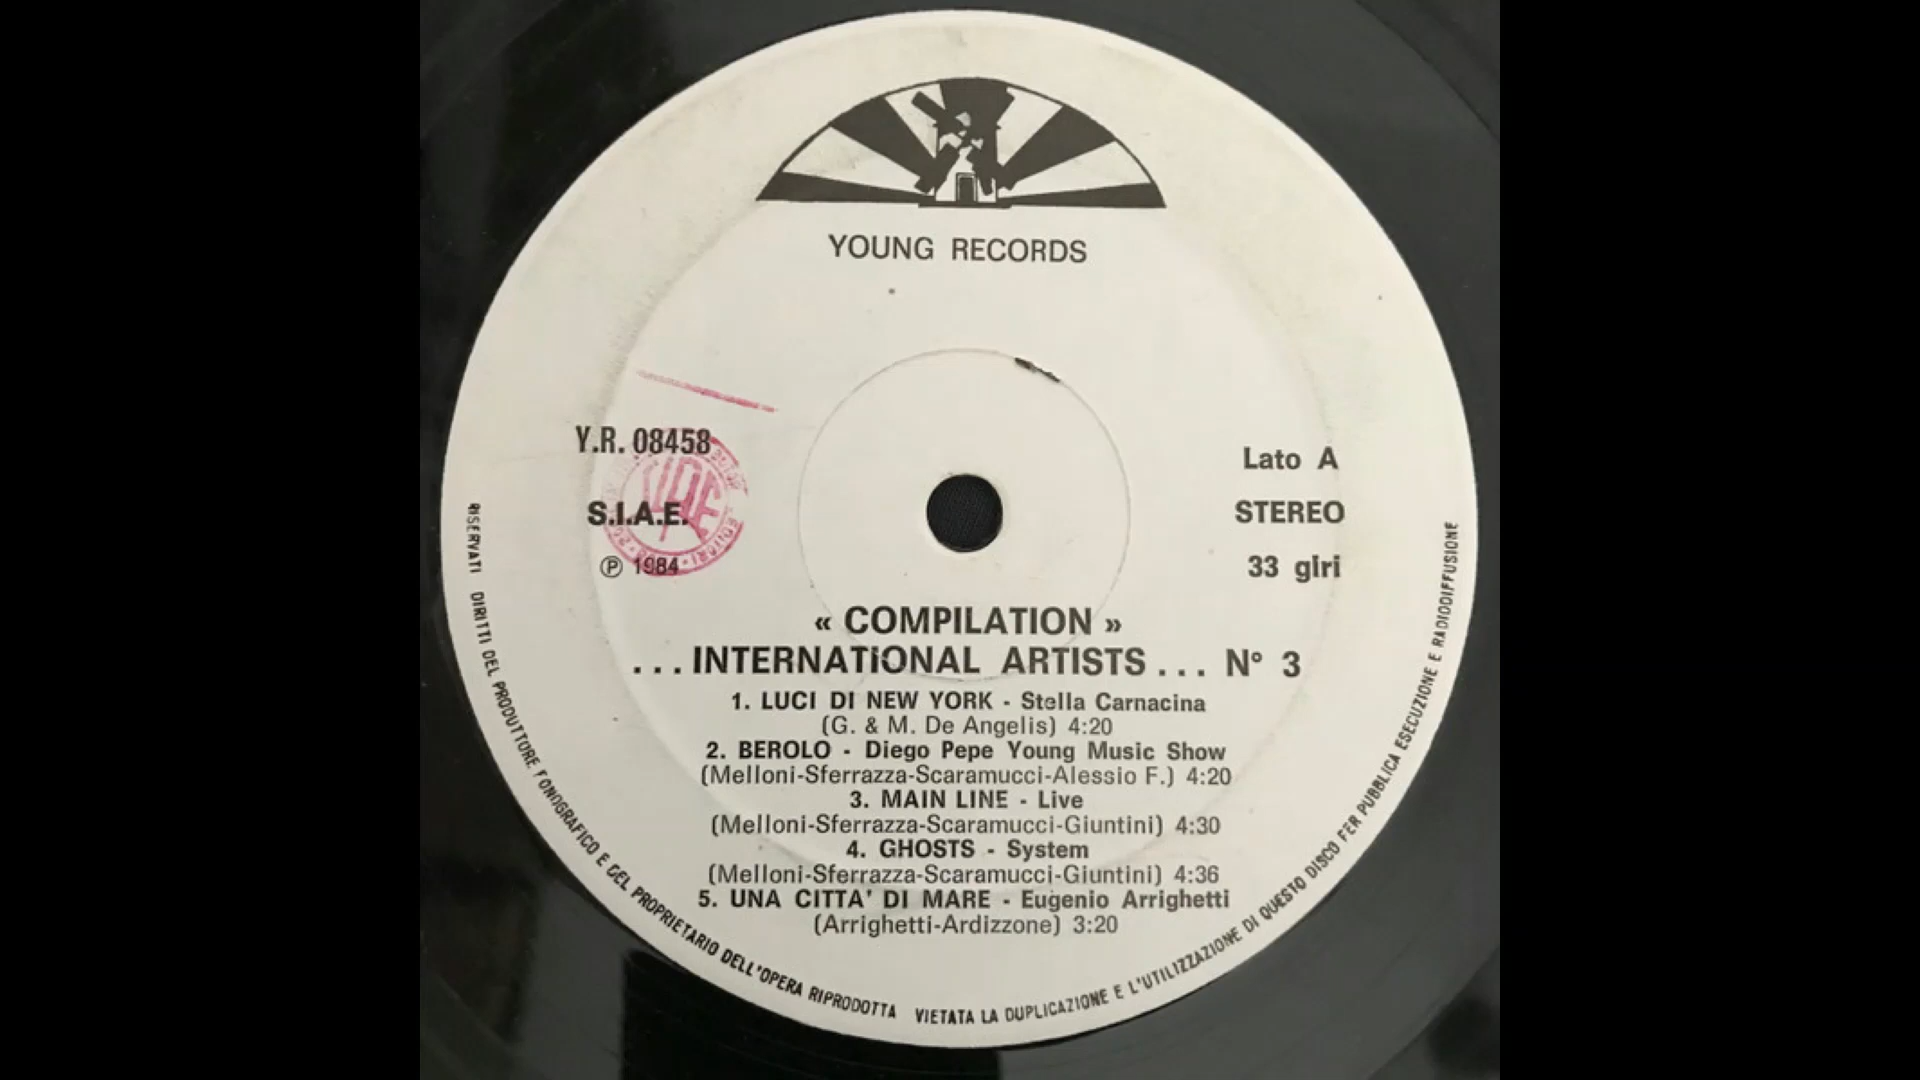 YOUNG RECORDS
Y.R. 08458
S.I.A.E.
℗ 1984
Lato A
STEREO
33 giri
« COMPILATION »
...INTERNATIONAL ARTISTS... N° 3
1. LUCI DI NEW YORK - Stella Carnacina
(G. & M. De Angelis) 4:20
2. BEROLO - Diego Pepe Young Music Show
(Melloni-Sferrazza-Scaramucci-Alessio F.) 4:20
3. MAIN LINE - Live
(Melloni-Sferrazza-Scaramucci-Giuntini) 4:30
4. GHOSTS - System
(Melloni-Sferrazza-Scaramucci-Giuntini) 4:36
5. UNA CITTA' DI MARE - Eugenio Arrighetti
(Arrighetti-Ardizzone) 3:20
RISERVATI DIRITTI DEL PRODUTTORE FONOGRAFICO E DEL PROPRIETARIO DELL'OPERA RIPRODOTTA VIETATA LA DUPLICAZIONE E L'UTILIZZAZIONE DI QUESTO DISCO PER PUBBLICA ESECUZIONE E RADIODIFFUSIONE
EDITORI